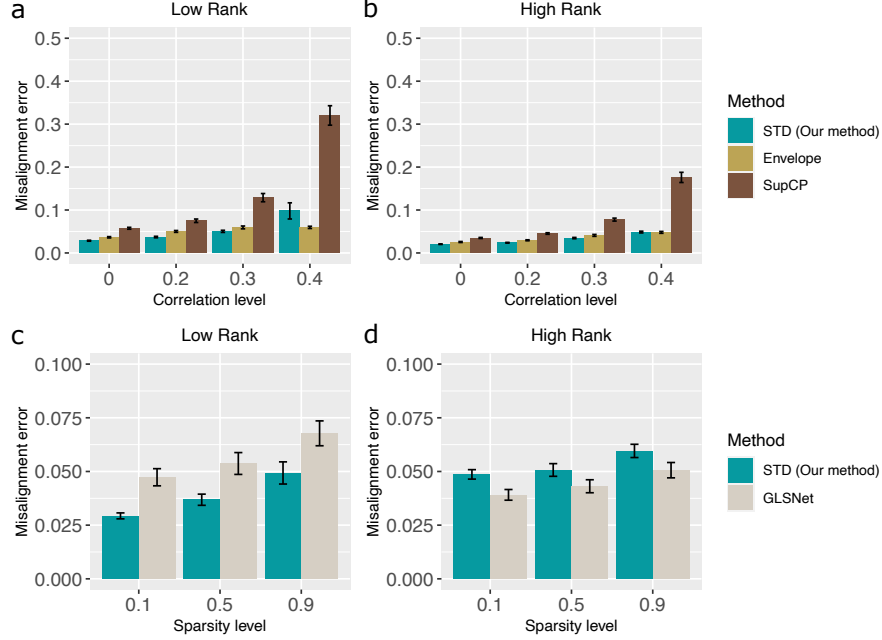 a
Low Rank
Misalignment error
0.5
0.4
0.3
0.2
0.1
0.0
0
0.2
0.3
0.4
Correlation level
b
High Rank
Misalignment error
0.5
0.4
0.3
0.2
0.1
0.0
0
0.2
0.3
0.4
Correlation level
Method
STD (Our method)
Envelope
SupCP
c
Low Rank
Misalignment error
0.100
0.075
0.050
0.025
0.000
0.1
0.5
0.9
Sparsity level
d
High Rank
Misalignment error
0.100
0.075
0.050
0.025
0.000
0.1
0.5
0.9
Sparsity level
Method
STD (Our method)
GLSNet